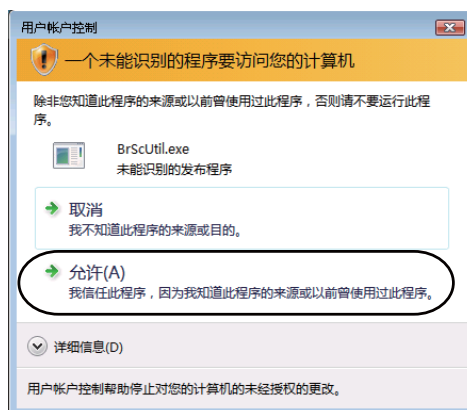 用户帐户控制
一个未能识别的程序要访问您的计算机
除非您知道此程序的来源或以前曾使用过此程序，否则请不要运行此程
序。
BrScUtil.exe
未能识别的发布程序
取消
我不知道此程序的来源或目的。
允许(A)
我信任此程序，因为我知道此程序的来源或以前曾使用过此程序。
详细信息(D)
用户帐户控制帮助停止对您的计算机的未经授权的更改。